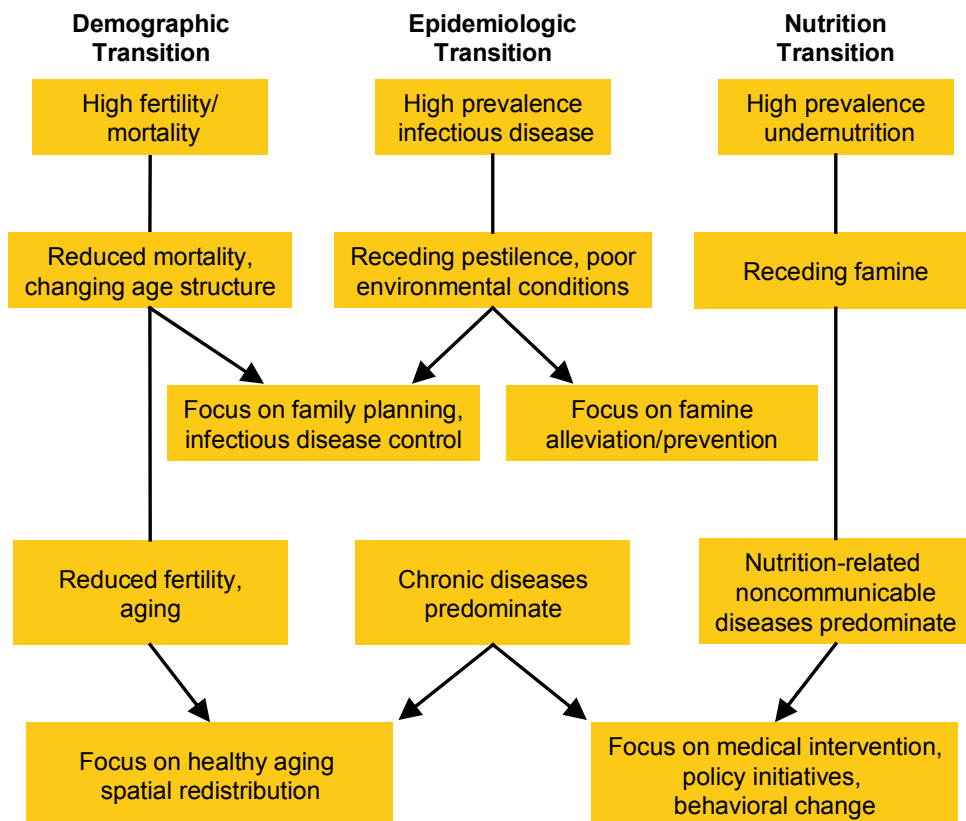 Demographic
Transition
Epidemiologic
Transition
Nutrition
Transition
High fertility/
mortality
High prevalence
infectious disease
High prevalence
undernutrition
Reduced mortality,
changing age structure
Receding pestilence, poor
environmental conditions
Receding famine
Focus on family planning,
infectious disease control
Focus on famine
alleviation/prevention
Reduced fertility,
aging
Chronic diseases
predominate
Nutrition-related
noncommunicable
diseases predominate
Focus on healthy aging
spatial redistribution
Focus on medical intervention,
policy initiatives,
behavioral change